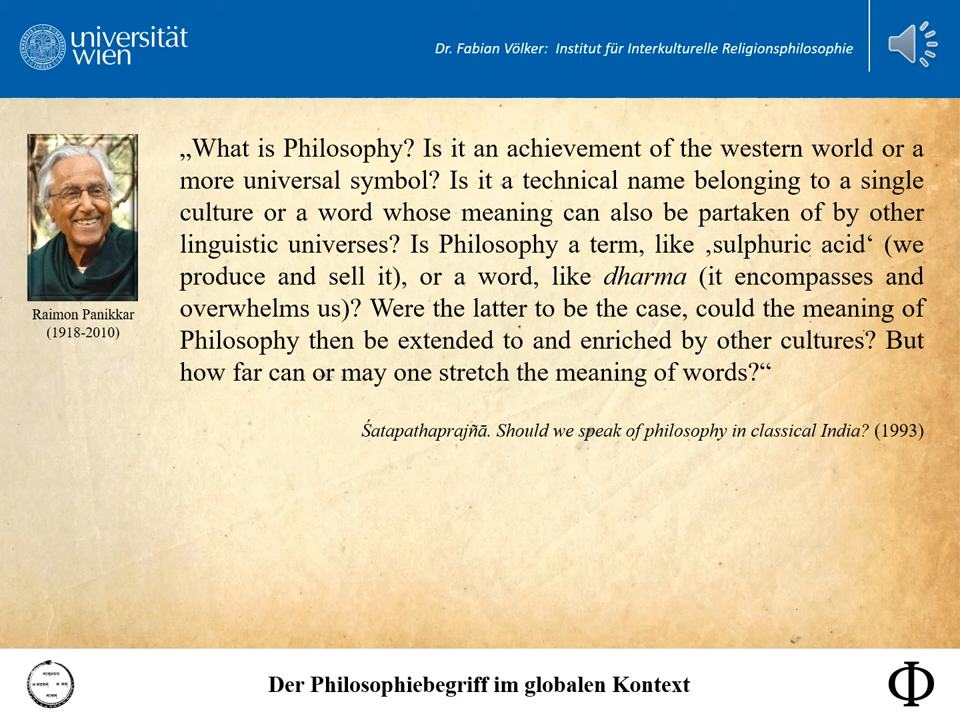 universität
wien
Dr. Fabian Völker: Institut für Interkulturelle Religionsphilosophie
„What is Philosophy? Is it an achievement of the western world or a
more universal symbol? Is it a technical name belonging to a single
culture or a word whose meaning can also be partaken of by other
linguistic universes? Is Philosophy a term, like ‚sulphuric acid‘ (we
produce and sell it), or a word, like dharma (it encompasses and
overwhelms us)? Were the latter to be the case, could the meaning of
Philosophy then be extended to and enriched by other cultures? But
how far can or may one stretch the meaning of words?“
Raimon Panikkar
(1918-2010)
Śatapathaprajñā. Should we speak of philosophy in classical India? (1993)
Der Philosophiebegriff im globalen Kontext
Φ